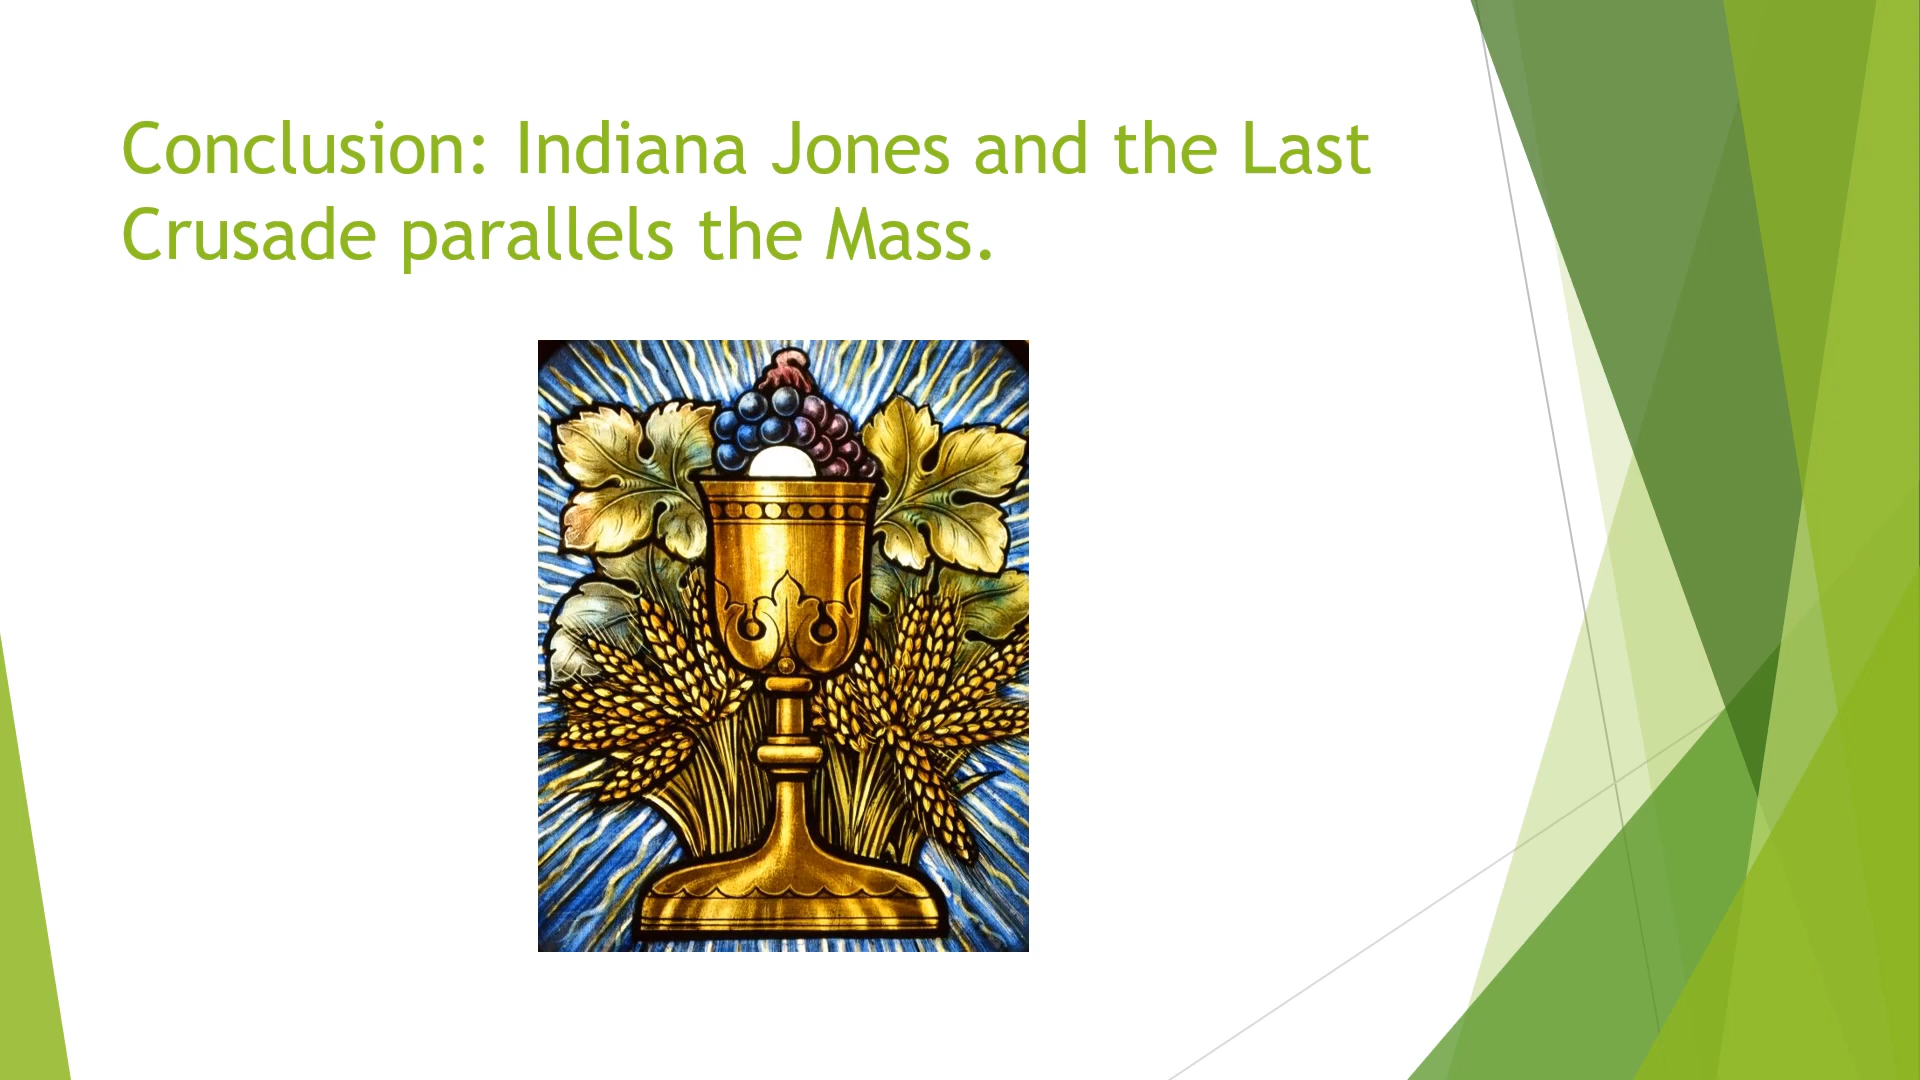 Conclusion: Indiana Jones and the Last
Crusade parallels the Mass.